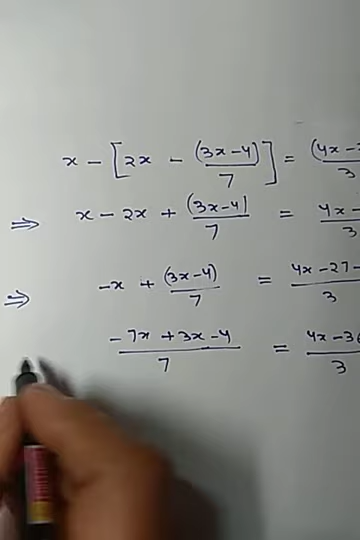 x - [2x - (3x-4)/7] = (4x-
⇒ x - 2x + (3x-4)/7 = 4x-/3
⇒ -x + (3x-4)/7 = 4x-27-/3
-7x+3x-4/7 = 4x-36/3